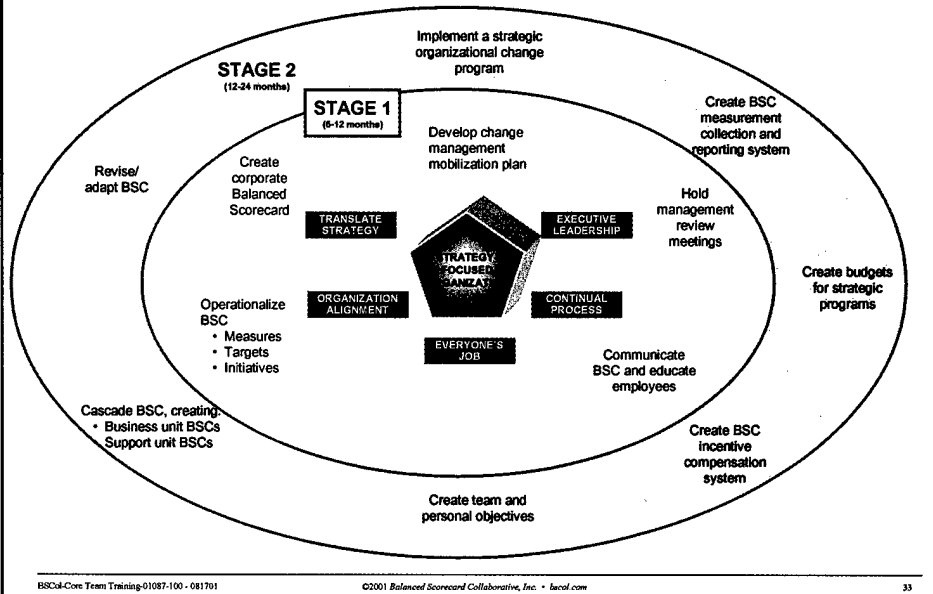 Implement a strategic
organizational change
program
STAGE 2
(12-24 months)
STAGE 1
(6-12 months)
Create BSC
measurement
collection and
reporting system
Develop change
management
mobilization plan
Revise/
adapt BSC
Create
corporate
Balanced
Scorecard
Hold
management
review
meetings
TRANSLATE
STRATEGY
EXECUTIVE
LEADERSHIP
TRATEGY
FOCUSED
GANIZAT
Create budgets
for strategic
programs
Operationalize
BSC
• Measures
• Targets
• Initiatives
ORGANIZATION
ALIGNMENT
CONTINUAL
PROCESS
EVERYONE'S
JOB
Communicate
BSC and educate
employees
Cascade BSC, creating:
• Business unit BSCs
Support unit BSCs
Create BSC
incentive
compensation
system
Create team and
personal objectives
BSCol-Core Team Training-01087-100 - 081701
©2001 Balanced Scorecard Collaborative, Inc. • bscol.com
33